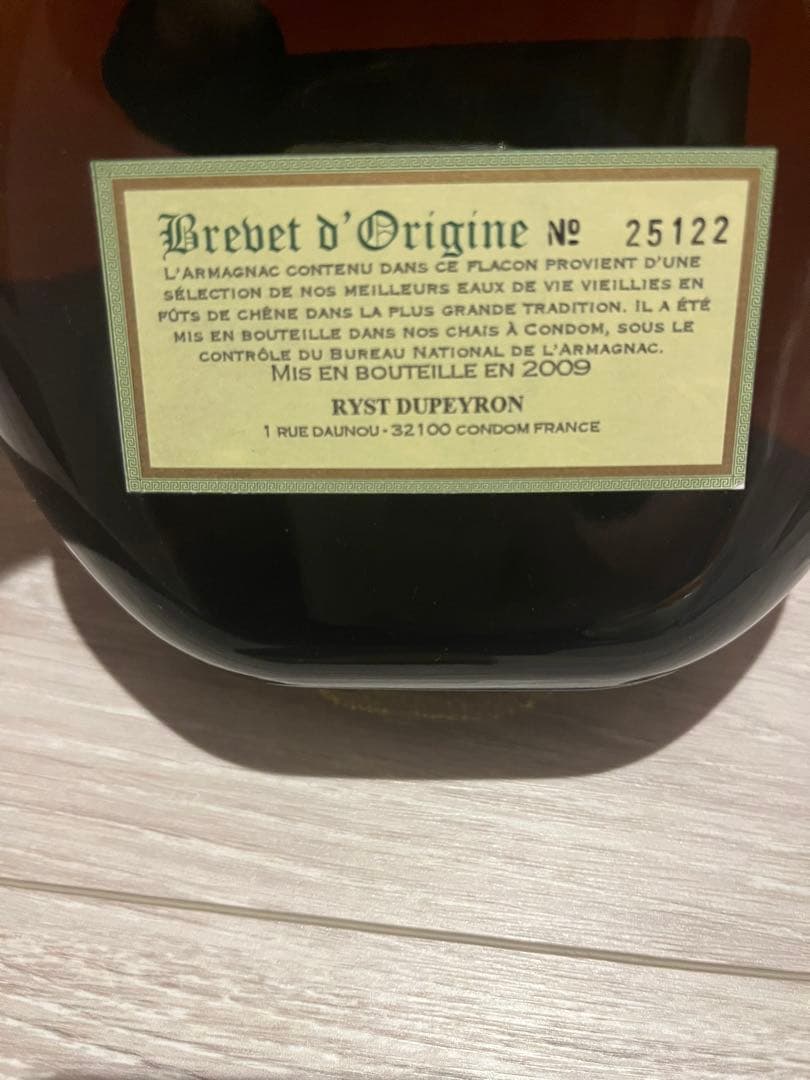 Brevet d'Origine Nº 25122
L'ARMAGNAC CONTENU DANS CE FLACON PROVIENT D'UNE
SÉLECTION DE NOS MEILLEURS EAUX DE VIE VIEILLIES EN
FÛTS DE CHÊNE DANS LA PLUS GRANDE TRADITION. IL A ÉTÉ
MIS EN BOUTEILLE DANS NOS CHAIS À CONDOM, SOUS LE
CONTRÔLE DU BUREAU NATIONAL DE L'ARMAGNAC.
MIS EN BOUTEILLE EN 2009
RYST DUPEYRON
1 RUE DAUNOU - 32100 CONDOM FRANCE